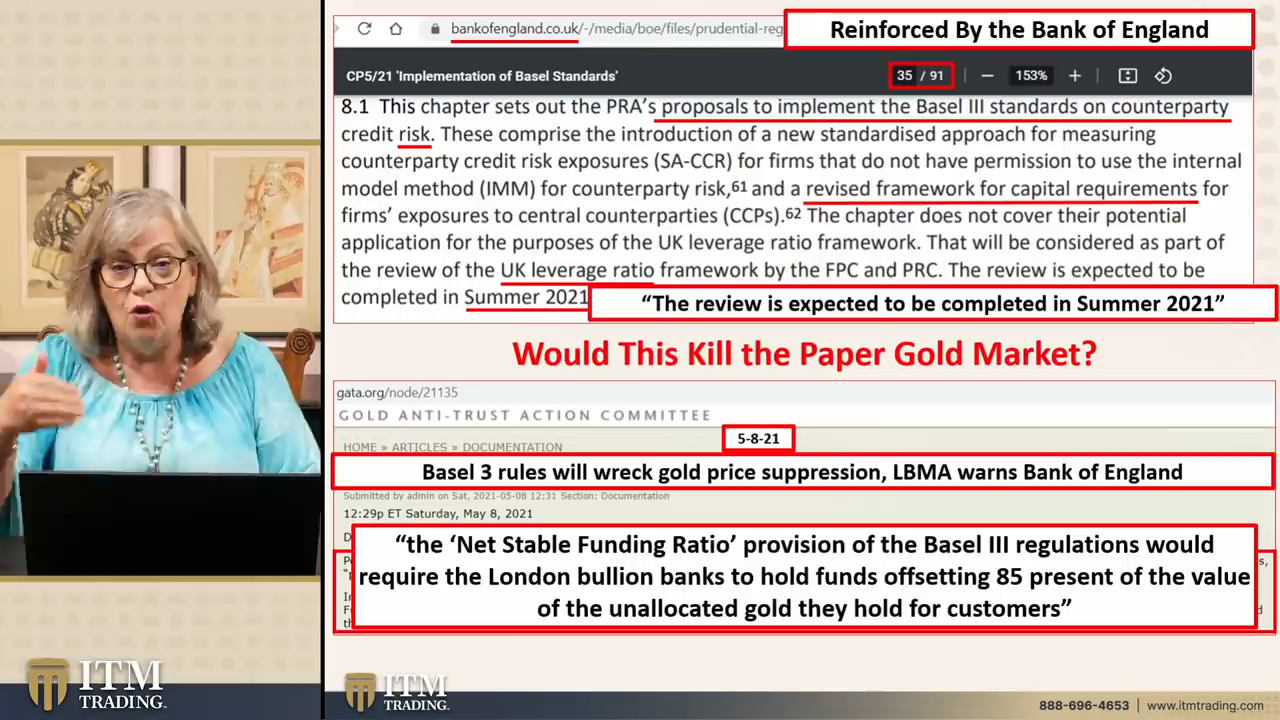 bankofengland.co.uk/-/media/boe/files/prudential-reg
Reinforced By the Bank of England
CP5/21 'Implementation of Basel Standards'
35 / 91
153%
8.1 This chapter sets out the PRA's proposals to implement the Basel III standards on counterparty
credit risk. These comprise the introduction of a new standardised approach for measuring
counterparty credit risk exposures (SA-CCR) for firms that do not have permission to use the internal
model method (IMM) for counterparty risk,61 and a revised framework for capital requirements for
firms' exposures to central counterparties (CCPs).62 The chapter does not cover their potential
application for the purposes of the UK leverage ratio framework. That will be considered as part of
the review of the UK leverage ratio framework by the FPC and PRC. The review is expected to be
completed in Summer 2021
“The review is expected to be completed in Summer 2021”
Would This Kill the Paper Gold Market?
gata.org/node/21135
GOLD ANTI-TRUST ACTION COMMITTEE
5-8-21
HOME » ARTICLES » DOCUMENTATION
Basel 3 rules will wreck gold price suppression, LBMA warns Bank of England
Submitted by admin on Sat, 2021-05-08 12:31 Section: Documentation
12:29p ET Saturday, May 8, 2021
“the ‘Net Stable Funding Ratio’ provision of the Basel III regulations would
require the London bullion banks to hold funds offsetting 85 present of the value
of the unallocated gold they hold for customers”
ITM
TRADING
ITM
TRADING
888-696-4653 | www.itmtrading.com